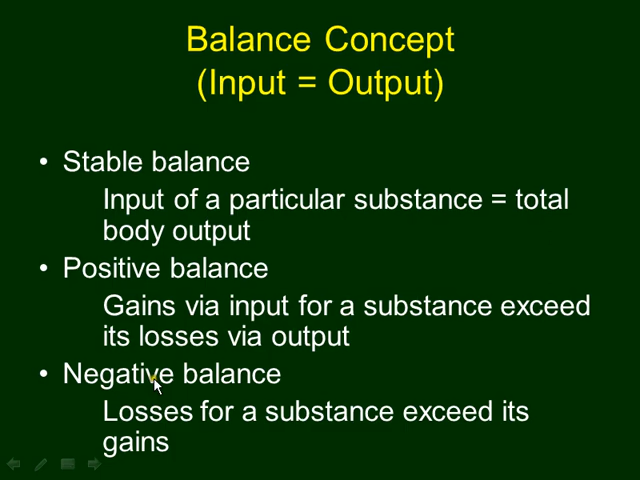 Balance Concept
(Input = Output)
• Stable balance
Input of a particular substance = total
body output
• Positive balance
Gains via input for a substance exceed
its losses via output
• Negative balance
Losses for a substance exceed its
gains